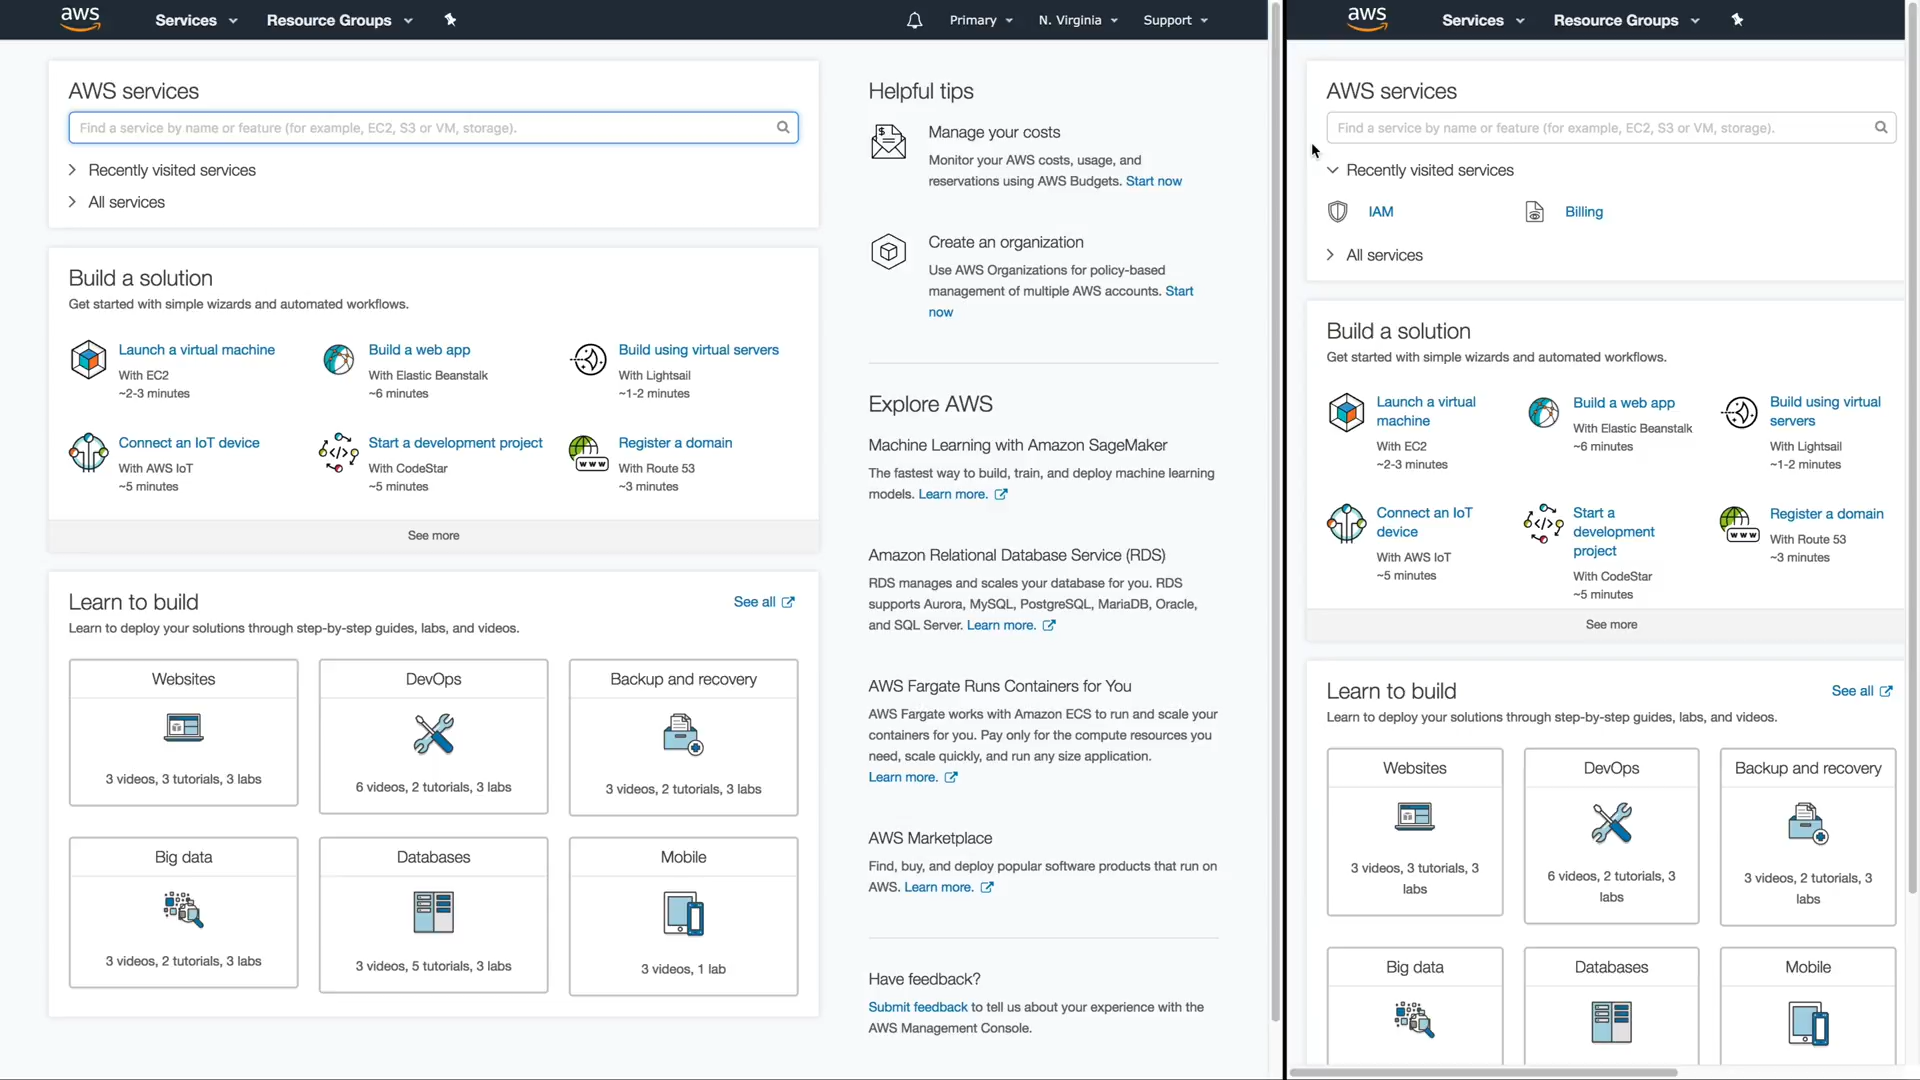 aws
Services
Resource Groups
Primary
N. Virginia
Support
AWS services
Find a service by name or feature (for example, EC2, S3 or VM, storage).
Recently visited services
All services
Build a solution
Get started with simple wizards and automated workflows.
Launch a virtual machine
With EC2
~2-3 minutes
Build a web app
With Elastic Beanstalk
~6 minutes
Build using virtual servers
With Lightsail
~1-2 minutes
Connect an IoT device
With AWS IoT
~5 minutes
Start a development project
With CodeStar
~5 minutes
Register a domain
With Route 53
~3 minutes
See more
Learn to build
See all
Learn to deploy your solutions through step-by-step guides, labs, and videos.
Websites
3 videos, 3 tutorials, 3 labs
DevOps
6 videos, 2 tutorials, 3 labs
Backup and recovery
3 videos, 2 tutorials, 3 labs
Big data
3 videos, 2 tutorials, 3 labs
Databases
3 videos, 5 tutorials, 3 labs
Mobile
3 videos, 1 lab
Helpful tips
Manage your costs
Monitor your AWS costs, usage, and
reservations using AWS Budgets. Start now
Create an organization
Use AWS Organizations for policy-based
management of multiple AWS accounts. Start
now
Explore AWS
Machine Learning with Amazon SageMaker
The fastest way to build, train, and deploy machine learning
models. Learn more.
Amazon Relational Database Service (RDS)
RDS manages and scales your database for you. RDS
supports Aurora, MySQL, PostgreSQL, MariaDB, Oracle,
and SQL Server. Learn more.
AWS Fargate Runs Containers for You
AWS Fargate works with Amazon ECS to run and scale your
containers for you. Pay only for the compute resources you
need, scale quickly, and run any size application.
Learn more.
AWS Marketplace
Find, buy, and deploy popular software products that run on
AWS. Learn more.
Have feedback?
Submit feedback to tell us about your experience with the
AWS Management Console.
aws
Services
Resource Groups
AWS services
Find a service by name or feature (for example, EC2, S3 or VM, storage).
Recently visited services
IAM
Billing
All services
Build a solution
Get started with simple wizards and automated workflows.
Launch a virtual
machine
With EC2
~2-3 minutes
Build a web app
With Elastic Beanstalk
~6 minutes
Build using virtual
servers
With Lightsail
~1-2 minutes
Connect an IoT
device
With AWS IoT
~5 minutes
Start a
development
project
With CodeStar
~5 minutes
Register a domain
With Route 53
~3 minutes
See more
Learn to build
See all
Learn to deploy your solutions through step-by-step guides, labs, and videos.
Websites
3 videos, 3 tutorials, 3
labs
DevOps
6 videos, 2 tutorials, 3
labs
Backup and recovery
3 videos, 2 tutorials, 3
labs
Big data
Databases
Mobile